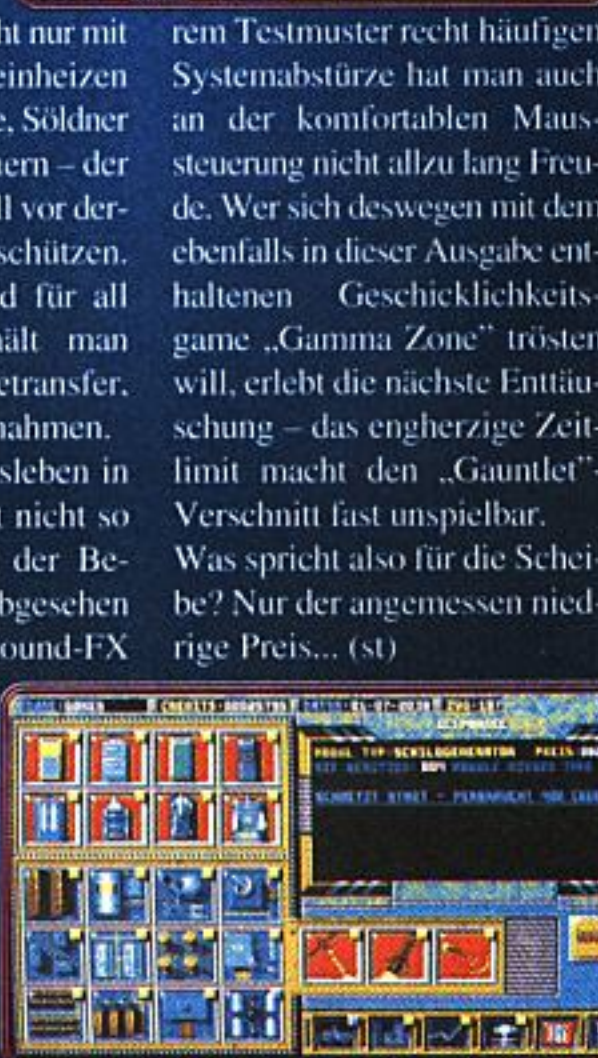 ht nur mit
einheizen
e, Söldner
ern – der
ll vor der-
schützen.
d für all
ält man
etransfer,
nahmen.
sleben in
t nicht so
der Be-
bgesehen
ound-FX
rem Testmuster recht häufigen
Systemabstürze hat man auch
an der komfortablen Maus-
steuerung nicht allzu lang Freu-
de. Wer sich deswegen mit dem
ebenfalls in dieser Ausgabe ent-
haltenen Geschicklichkeits-
game „Gamma Zone” trösten
will, erlebt die nächste Enttäu-
schung – das engherzige Zeit-
limit macht den „Gauntlet”-
Verschnitt fast unspielbar.
Was spricht also für die Schei-
be? Nur der angemessen nied-
rige Preis... (st)
CREDITS
TYP SCHILDGENERATOR PREIS